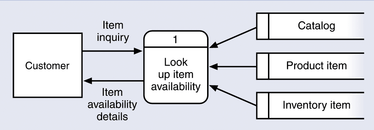 Item
inquiry
Customer
Item
availability
details
1
Look
up item
availability
Catalog
Product item
Inventory item